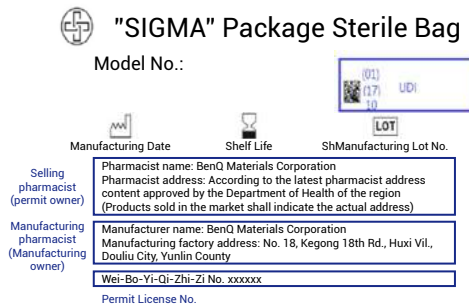 "SIGMA" Package Sterile Bag
Model No.:
(01)
(17)
10
UDI
LOT
Manufacturing Date
Shelf Life
ShManufacturing Lot No.
Selling
pharmacist
(permit owner)
Pharmacist name: BenQ Materials Corporation
Pharmacist address: According to the latest pharmacist address
content approved by the Department of Health of the region
(Products sold in the market shall indicate the actual address)
Manufacturing
pharmacist
(Manufacturing
owner)
Manufacturer name: BenQ Materials Corporation
Manufacturing factory address: No. 18, Kegong 18th Rd., Huxi Vil.,
Douliu City, Yunlin County
Wei-Bo-Yi-Qi-Zhi-Zi No. xxxxxx
Permit License No.